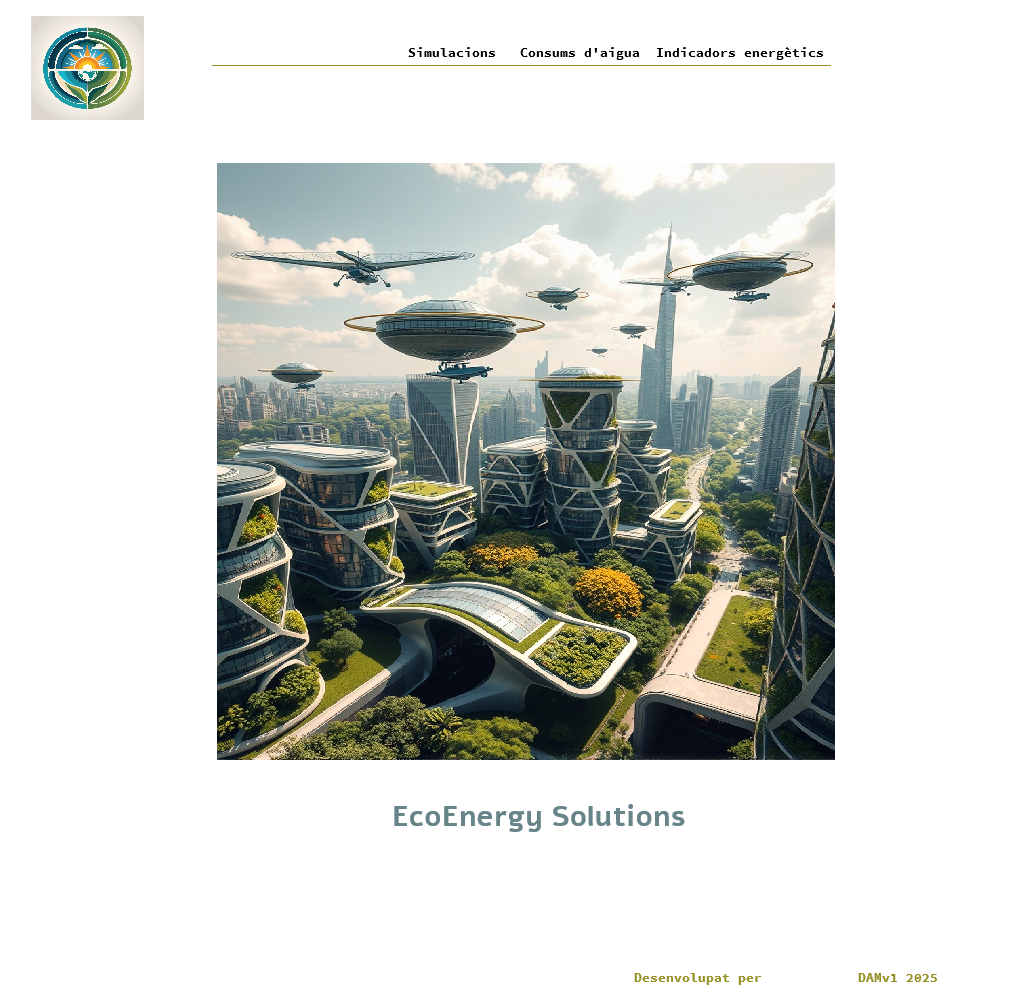 Simulacions Consums d'aigua Indicadors energètics
EcoEnergy Solutions
Desenvolupat per DAMv1 2025